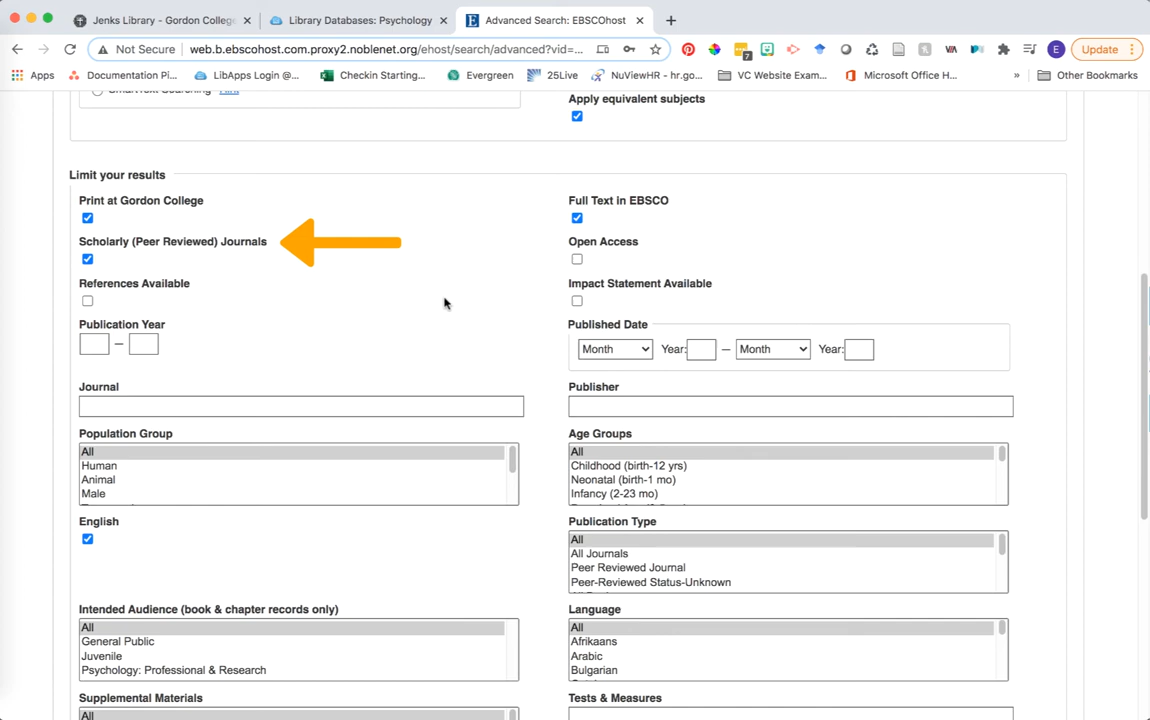 Jenks Library - Gordon College
Library Databases: Psychology
Advanced Search: EBSCOhost
Not Secure
web.b.ebscohost.com.proxy2.noblenet.org/ehost/search/advanced?vid=...
7
E
Update
Apps
Documentation Pi...
LibApps Login @...
Checkin Starting...
Evergreen
25Live
NuViewHR - hr.go...
VC Website Exam...
Microsoft Office H...
»
Other Bookmarks
SmartText Searching Hint
Apply equivalent subjects
Limit your results
Print at Gordon College
Full Text in EBSCO
Scholarly (Peer Reviewed) Journals
Open Access
References Available
Impact Statement Available
Publication Year
–
Published Date
Month Year: – Month Year:
Journal
Publisher
Population Group
All
Human
Animal
Male
Age Groups
All
Childhood (birth-12 yrs)
Neonatal (birth-1 mo)
Infancy (2-23 mo)
English
Publication Type
All
All Journals
Peer Reviewed Journal
Peer-Reviewed Status-Unknown
Intended Audience (book & chapter records only)
All
General Public
Juvenile
Psychology: Professional & Research
Language
All
Afrikaans
Arabic
Bulgarian
Supplemental Materials
All
Tests & Measures